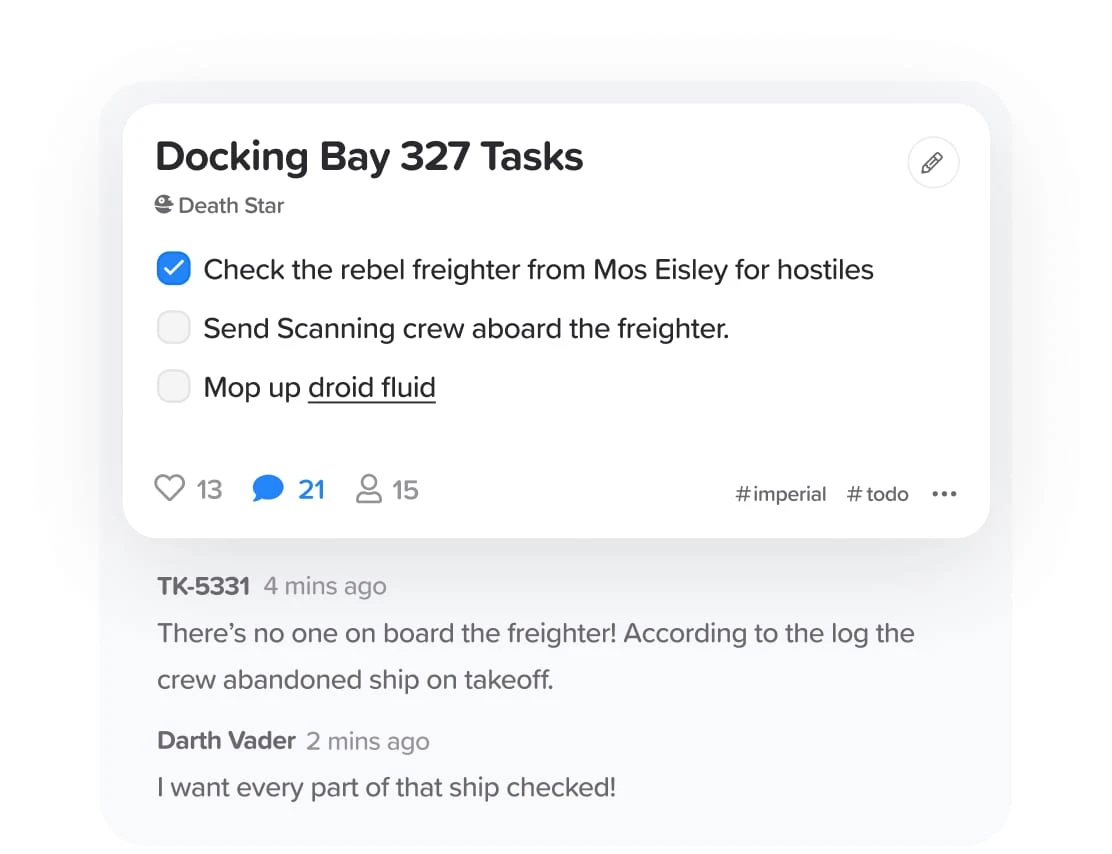 Docking Bay 327 Tasks
Death Star
Check the rebel freighter from Mos Eisley for hostiles
Send Scanning crew aboard the freighter.
Mop up droid fluid
13 21 15 #imperial # todo •••
TK-5331 4 mins ago
There’s no one on board the freighter! According to the log the
crew abandoned ship on takeoff.
Darth Vader 2 mins ago
I want every part of that ship checked!